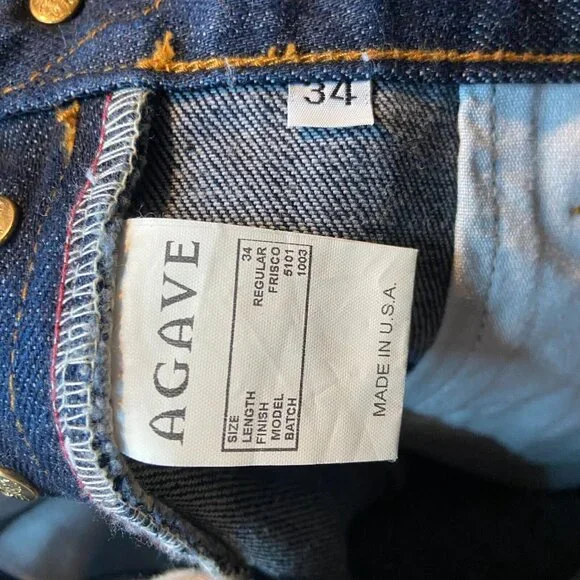 34
AGAVE
SIZE 34
LENGTH REGULAR
FINISH FRISCO
MODEL 5101
BATCH 1003
MADE IN U.S.A.